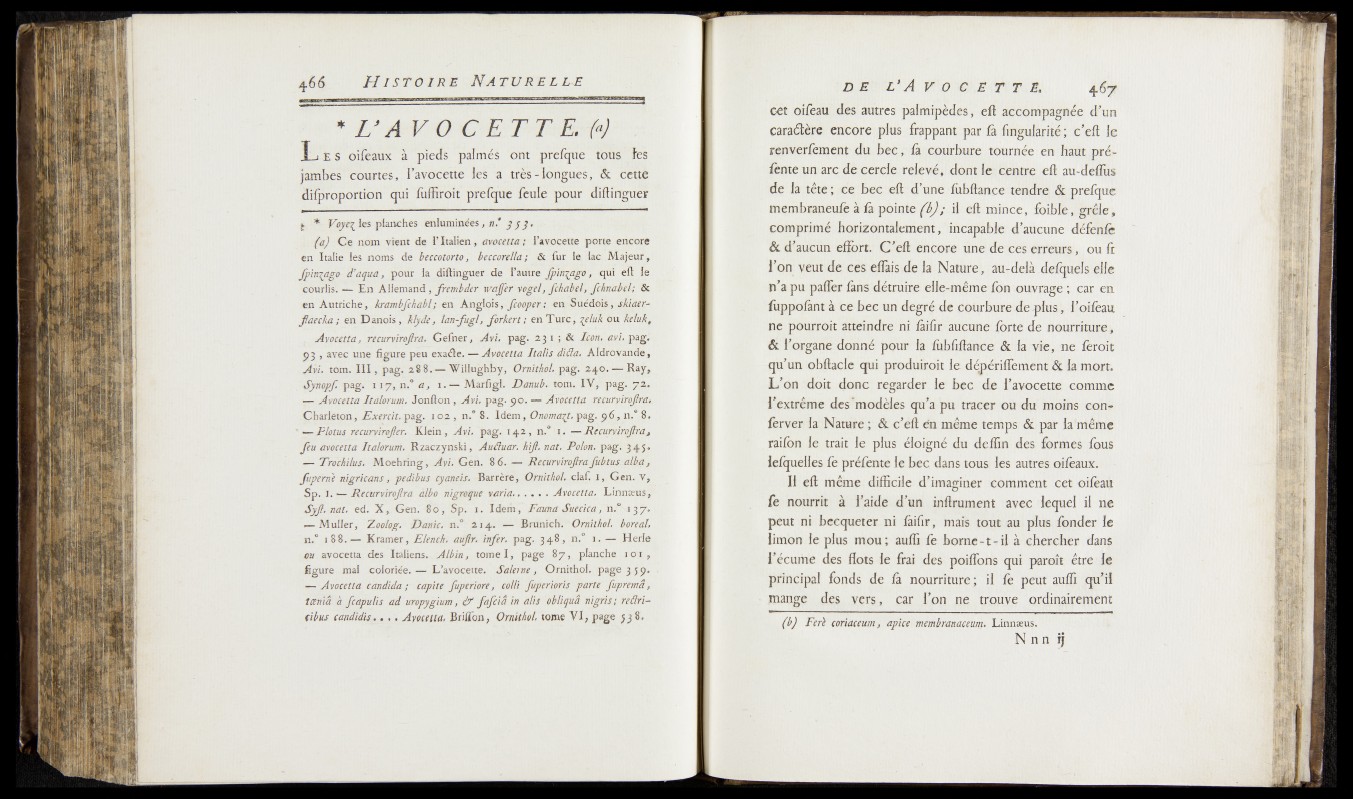 466 HISTOIRE NATURELLE
* L'AVOCETTE. (a)
LES oiſeaux à pieds palmés ont preſque tous les
jambes courtes, l'avocette les a très-longues, & cette
diſproportion qui ſuffiroit preſque ſeule pour diſtinguer
* Voyez les planches enluminées, n.° 353.
(a) Ce nom vient de l'Italien, avocetta; l'avocette porte encore
en Italie les noms de beccotorto, beccorella; & ſur le lac Majeur,
ſpinzago d'aqua, pour la diſtinguer de l'autre ſpinzago, qui eſt le
courlis. — En Allemand, frembder waſſer vogel, ſchabel, ſchnabel; &
en Autriche, krambſchabl; en Anglois, ſcooper; en Suédois, skiaer-
flaecka; en Danois, klyde, lan-fugl, forkert; en Turc, zeluk ou keluk,
Avocetta, recurviroſtra. Geſner, Avi. pag. 231; & Icon. avi. pag.
93, avec une figure peu exacte. — Avocetta Italis dicta. Aldrovande,
Avi. tom. III, pag. 288. — Willughby, Ornithol. pag. 240. — Ray,
Synopſ. pag. 117, n.° a, 1. — Marſigl. Danub. tom. IV, pag. 72.
— Avocetta Italorum. Jonſton, Avi. pag. 90. — Avocetta recurviroſtra.
Charleton, Exercit. pag. 102, n.° 8. Idem, Onomazt. pag. 96, n.° 8.
— Plotus recurviroſter. Klein, Avi. pag. 142, n.° 1. — Recurviroſtra,
ſeu avocetta Italorum. Rzaczynski, Auctuar. hiſt. nat. Polon. pag. 345.
— Trochilus. Moehring, Avi. Gen. 86. — Recurviroſtra ſubtus alba,
ſupernè nigricans, pedibus cyaneis. Barrère, Ornithol. claſ. I, Gen. V,
Sp. 1. — Recurviroſtra albo nigroque varia...... Avocetta. Linnæus,
Syſt. nat. ed. X, Gen. 80, Sp. 1. Idem, Fauna Suecica, n.° 137.
— Muller, Zoolog. Danic. n.° 214. — Brunich. Ornithol. boreal.
n.° 188. — Kramer, Elench. auſtr. infer. pag. 348, n.° 1. — Herle
ou avocetta des Italiens. Albin, tome I, page 87, planche 101,
figure mal coloriée. — L'avocette. Salerne, Ornithol. page 359.
— Avocetta candida; capite ſuperiore, colli ſuperioris parte ſupremâ,
tæniâ à ſcapulis ad uropygium, & faſciâ in alis obliquâ nigris; rectri-
cibus candidis.... Avocetta. Briſſon, Ornithol. tome VI, page 538.
DE L'AVOCETTE. 467
cet oiſeau des autres palmipèdes, eſt accompagnée d'un
caractère encore plus frappant par ſa ſingularité; c'eſt le
renverſement du bec, ſa courbure tournée en haut pré-
ſente un arc de cercle relevé, dont le centre eſt au-deſſus
de la tête; ce bec eſt d'une ſubſtance tendre & preſque
membraneuſe à ſa pointe (b); il eſt mince, foible, grêle,
comprimé horizontalement, incapable d'aucune défenſe
& d'aucun effort. C'eſt encore une de ces erreurs, ou ſi
l'on veut de ces eſſais de la Nature, au-delà deſquels elle
n'a pu paſſer ſans détruire elle-même ſon ouvrage; car en
ſuppoſant à ce bec un degré de courbure de plus, l'oiſeau
ne pourroit atteindre ni ſaiſir aucune ſorte de nourriture,
& l'organe donné pour la ſubſiſtance & la vie, ne ſeroit
qu'un obſtacle qui produiroit le dépériſſement & la mort.
L'on doit donc regarder le bec de l'avocette comme
l'extrême des modèles qu'a pu tracer ou du moins con-
ſerver la Nature; & c'eſt en même temps & par la même
raiſon le trait le plus éloigné du deſſin des formes ſous
leſquelles ſe préſente le bec dans tous les autres oiſeaux.
Il eſt même difficile d'imaginer comment cet oiſeau
ſe nourrit à l'aide d'un inſtrument avec lequel il ne
peut ni becqueter ni ſaiſir, mais tout au plus ſonder le
limon le plus mou; auſſi ſe borne-t-il à chercher dans
l'écume des flots le frai des poiſſons qui paroît être le
principal fonds de ſa nourriture; il ſe peut auſſi qu'il
mange des vers, car l'on ne trouve ordinairement
(b) Ferè coriaceum, apice membranaceum. Linnæus.
Nnn ij